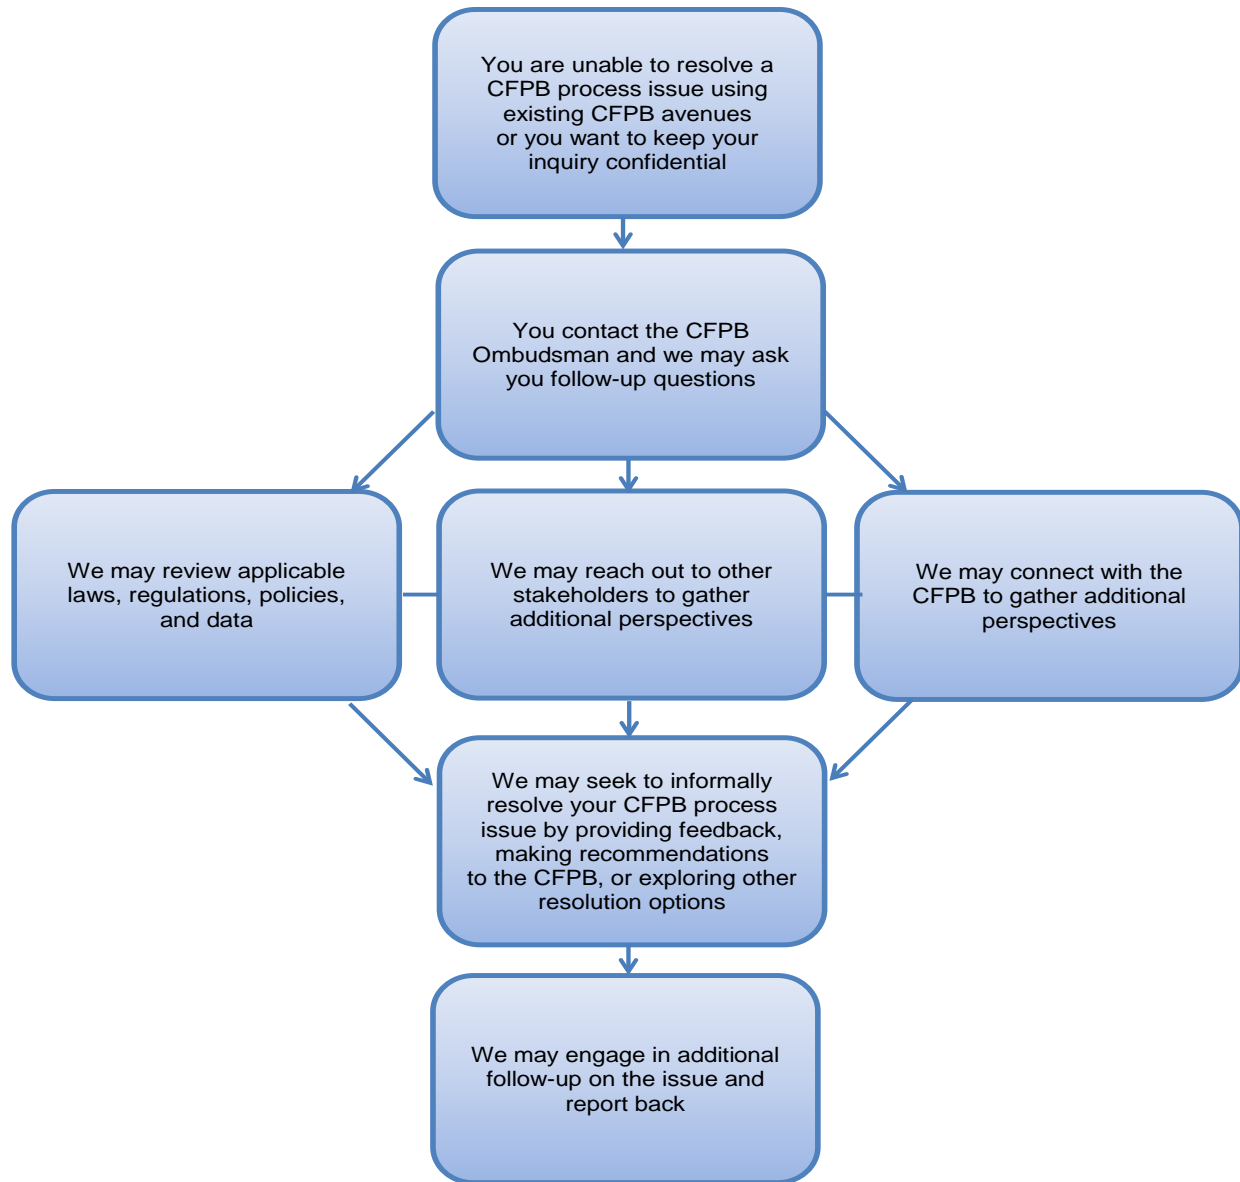 You are unable to resolve a
CFPB process issue using
existing CFPB avenues
or you want to keep your
inquiry confidential
You contact the CFPB
Ombudsman and we may ask
you follow-up questions
We may review applicable
laws, regulations, policies,
and data
We may reach out to other
stakeholders to gather
additional perspectives
We may connect with the
CFPB to gather additional
perspectives
We may seek to informally
resolve your CFPB process
issue by providing feedback,
making recommendations
to the CFPB, or exploring other
resolution options
We may engage in additional
follow-up on the issue and
report back